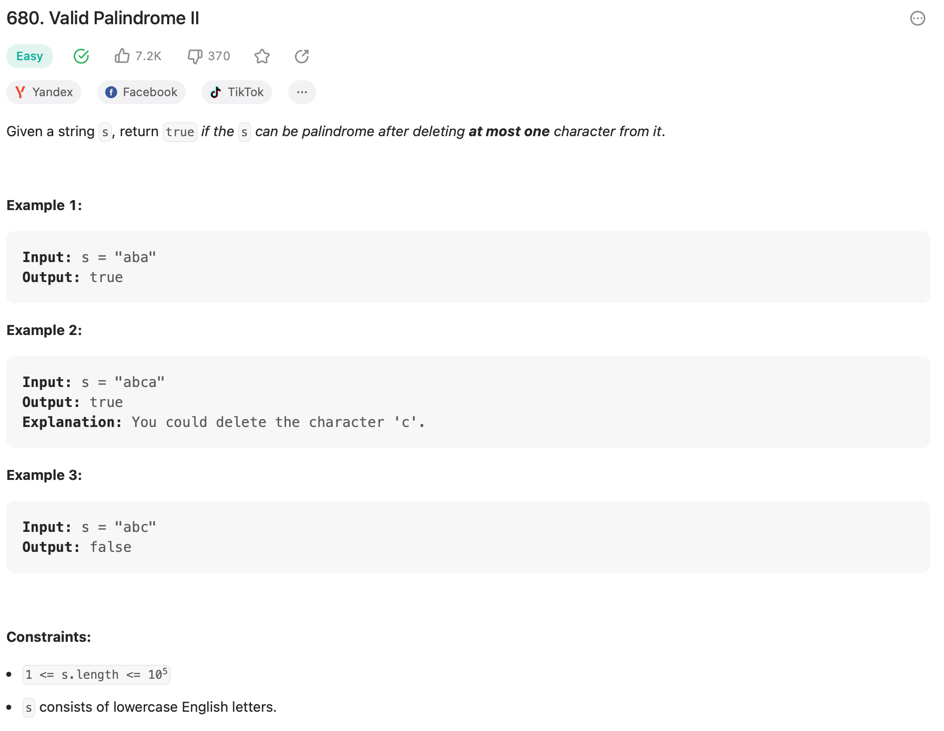 680. Valid Palindrome II
Easy 7.2K 370
Yandex Facebook TikTok ...
Given a string s, return true if the s can be palindrome after deleting at most one character from it.
Example 1:
Input: s = "aba"
Output: true
Example 2:
Input: s = "abca"
Output: true
Explanation: You could delete the character 'c'.
Example 3:
Input: s = "abc"
Output: false
Constraints:
• 1 <= s.length <= 10⁵
• s consists of lowercase English letters.